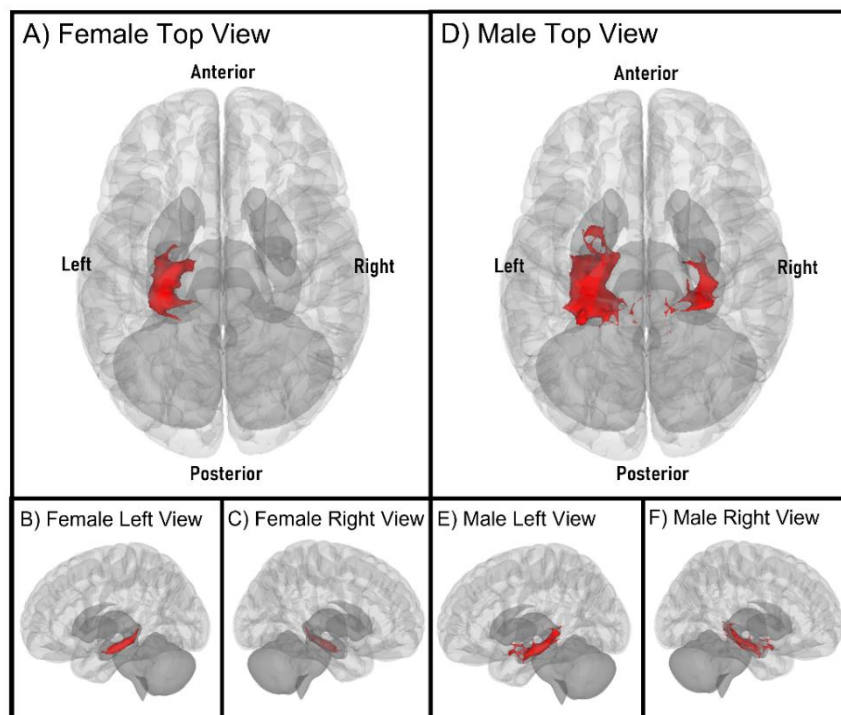 A) Female Top View
Anterior
Left
Right
Posterior
D) Male Top View
Anterior
Left
Right
Posterior
B) Female Left View
C) Female Right View
E) Male Left View
F) Male Right View